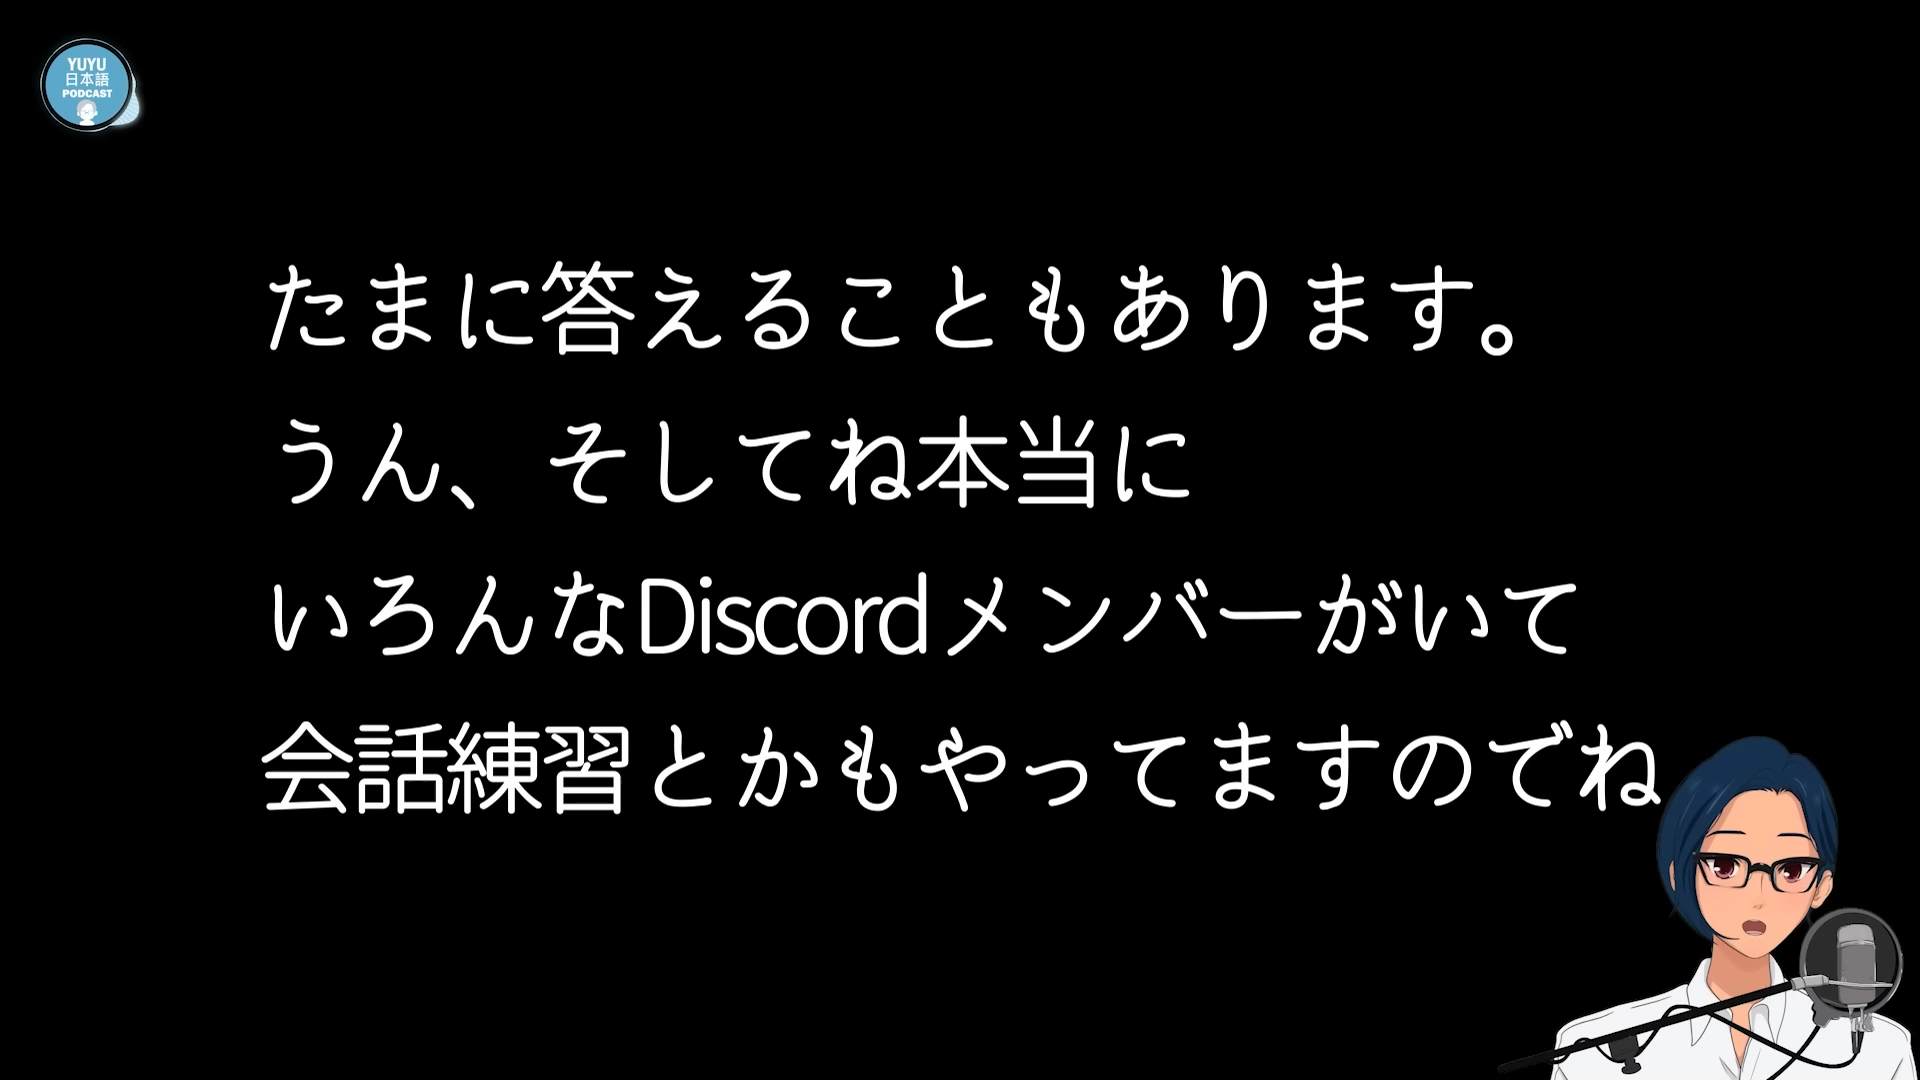 YUYU
日本語
PODCAST
たまに答えることもあります。
うん、そしてね本当に
いろんなDiscordメンバーがいて
会話練習とかもやってますのでね